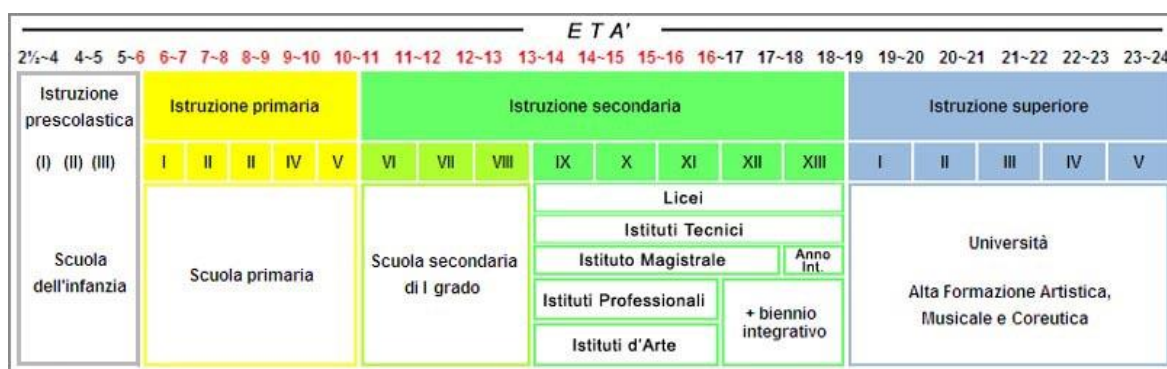 E T A'
2½~4 4~5 5~6 6~7 7~8 8~9 9~10 10~11 11~12 12~13 13~14 14~15 15~16 16~17 17~18 18~19 19~20 20~21 21~22 22~23 23~24
Istruzione
prescolastica
Istruzione primaria
Istruzione secondaria
Istruzione superiore
(I) (II) (III) I II II IV V VI VII VIII IX X XI XII XIII I II III IV V
Scuola
dell'infanzia
Scuola primaria
Scuola secondaria
di I grado
Licei
Istituti Tecnici
Istituto Magistrale
Anno
Int.
Istituti Professionali
Istituti d'Arte
+ biennio
integrativo
Università
Alta Formazione Artistica,
Musicale e Coreutica